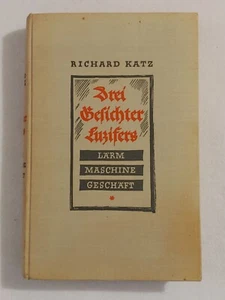 RICHARD KATZ
Drei
Gesichter
Luzifers
LÄRM
MASCHINE
GESCHÄFT